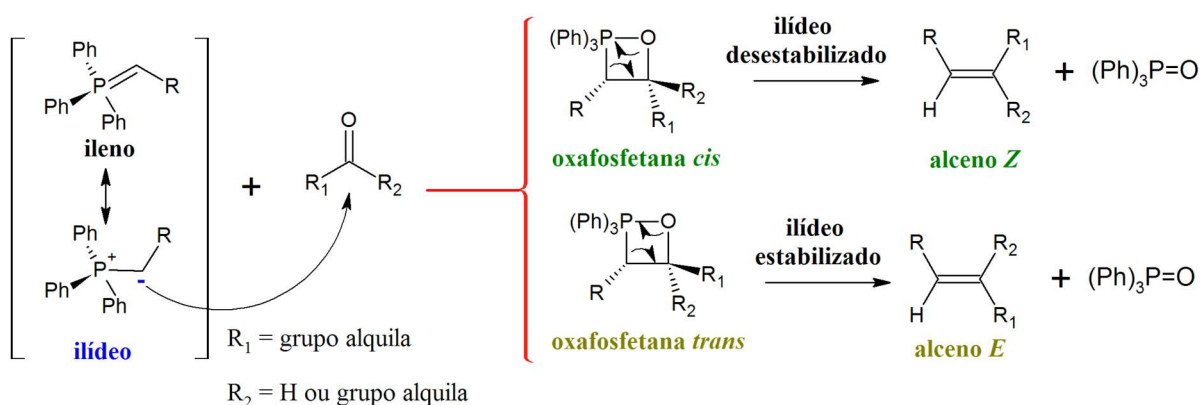 Ph
Ph
P
Ph
R
ileno
R
Ph
P
+
-
Ph
Ph
ilídeo
+
O
R1
R2
R1 = grupo alquila
R2 = H ou grupo alquila
(Ph)3P
O
R
R2
R1
oxafosfetana cis
ilídeo
desestabilizado
R
R1
H
R2
alceno Z
+
(Ph)3P=O
(Ph)3P
O
R
R1
R2
oxafosfetana trans
ilídeo
estabilizado
R
R2
H
R1
alceno E
+
(Ph)3P=O